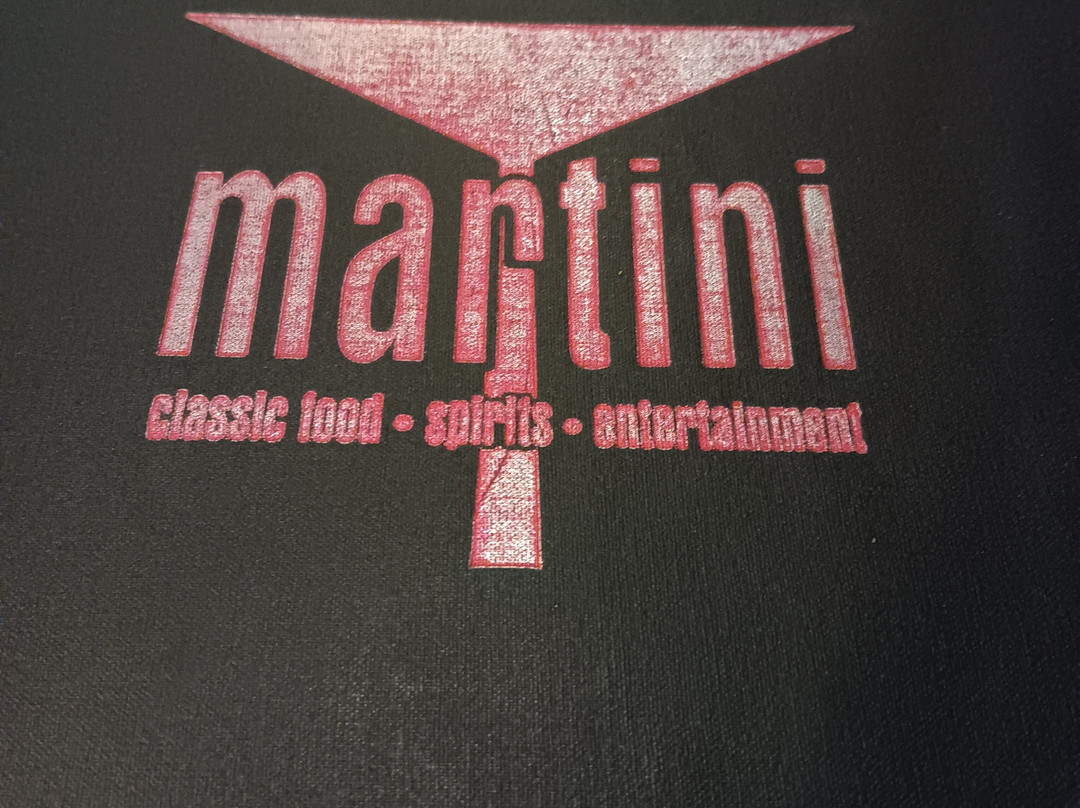 martini
classic food • spirits • entertainment